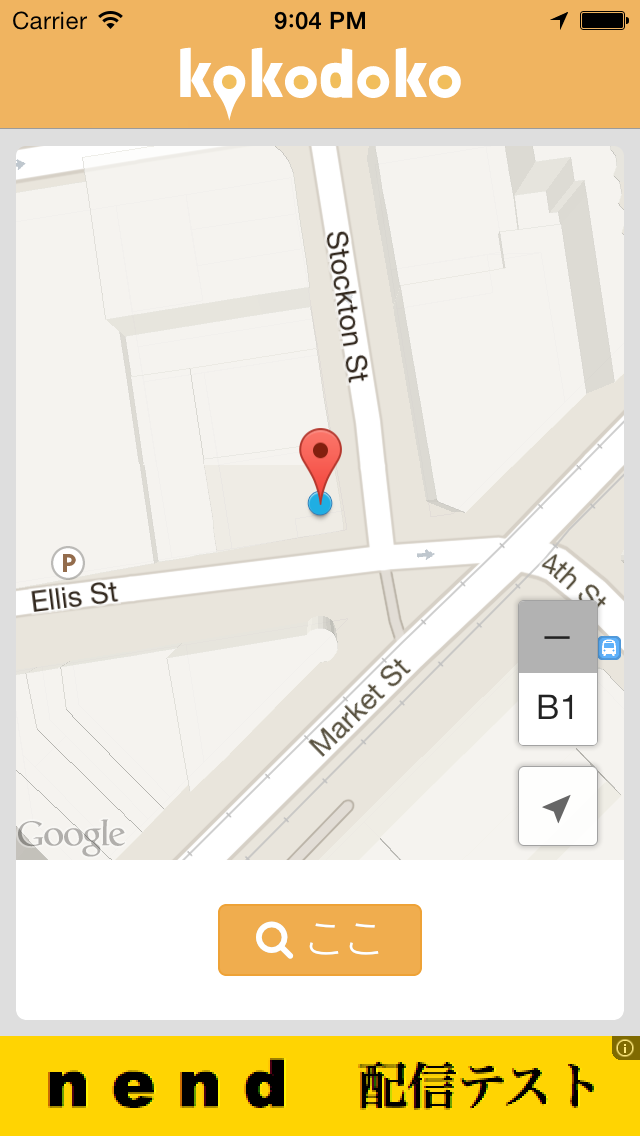 Carrier 9:04 PM
kokodoko
Stockton St
P
Ellis St
4th St
—
B1
Market St
Google
ここ
nend 配信テスト